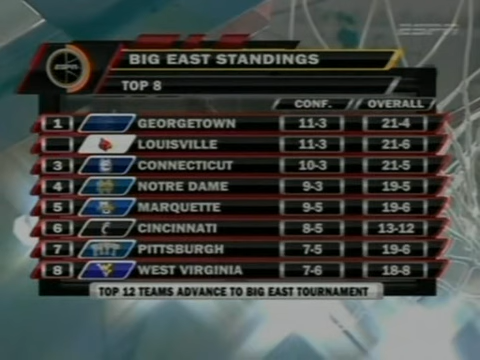 ESPN
BIG EAST STANDINGS
ESPN
TOP 8
CONF. OVERALL
1 GEORGETOWN 11-3 21-4
LOUISVILLE 11-3 21-6
3 CONNECTICUT 10-3 21-5
4 NOTRE DAME 9-3 19-5
5 MARQUETTE 9-5 19-6
6 CINCINNATI 8-5 13-12
7 PITT PITTSBURGH 7-5 19-6
8 WEST VIRGINIA 7-6 18-8
TOP 12 TEAMS ADVANCE TO BIG EAST TOURNAMENT